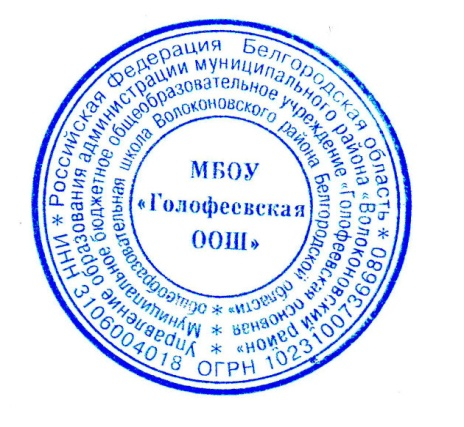 * Российская Федерация Белгородская область *
ИНН 3106004018 ОГРН 1023100736680
Управление образования администрации муниципального района «Волоконовский район» *
Муниципальное бюджетное общеобразовательное учреждение «Голофеевская основная *
общеобразовательная школа Волоконовского района Белгородской области» *
МБОУ
«Голофеевская
ООШ»